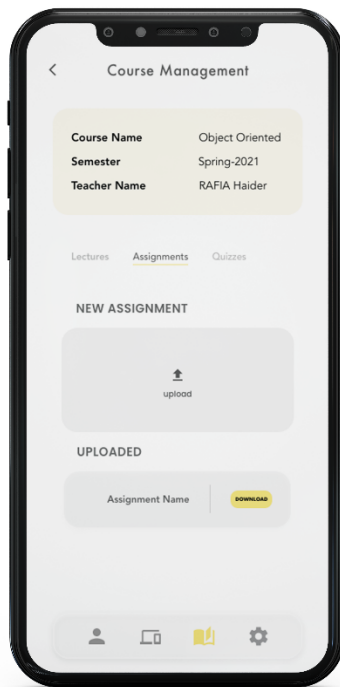 Course Management
Course Name Object Oriented
Semester Spring-2021
Teacher Name RAFIA Haider
Lectures Assignments Quizzes
NEW ASSIGNMENT
upload
UPLOADED
Assignment Name DOWNLOAD